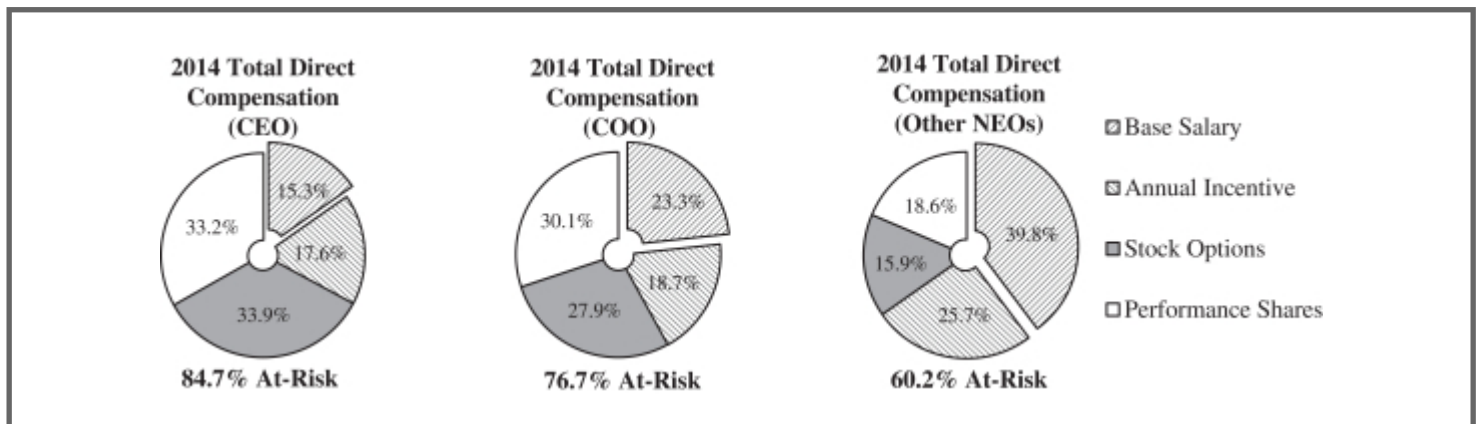 2014 Total Direct
Compensation
(CEO)
15.3%
33.2%
17.6%
33.9%
84.7% At-Risk
2014 Total Direct
Compensation
(COO)
23.3%
30.1%
18.7%
27.9%
76.7% At-Risk
2014 Total Direct
Compensation
(Other NEOs)
18.6%
39.8%
15.9%
25.7%
60.2% At-Risk
Base Salary
Annual Incentive
Stock Options
Performance Shares